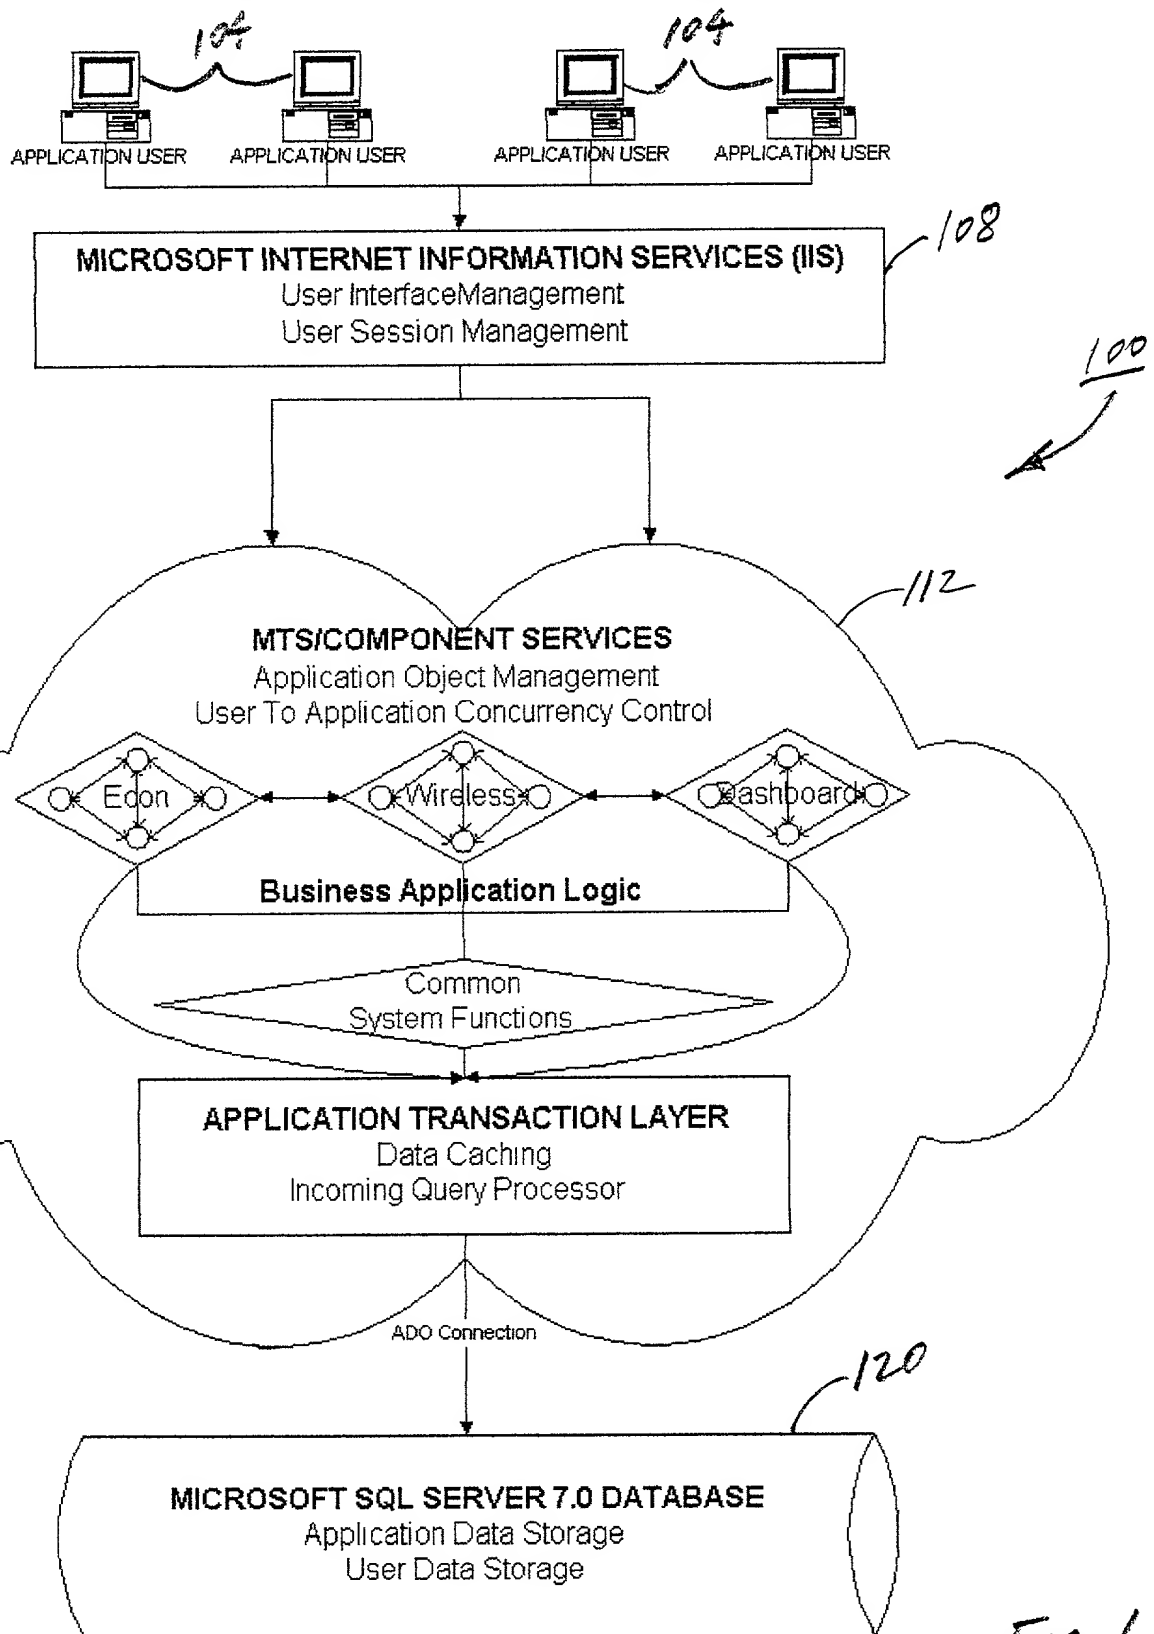 104 104
APPLICATION USER APPLICATION USER APPLICATION USER APPLICATION USER
108
MICROSOFT INTERNET INFORMATION SERVICES (IIS)
User InterfaceManagement
User Session Management
100
112
MTS/COMPONENT SERVICES
Application Object Management
User To Application Concurrency Control
Econ Wireless Dashboard
Business Application Logic
Common
System Functions
APPLICATION TRANSACTION LAYER
Data Caching
Incoming Query Processor
ADO Connection
120
MICROSOFT SQL SERVER 7.0 DATABASE
Application Data Storage
User Data Storage